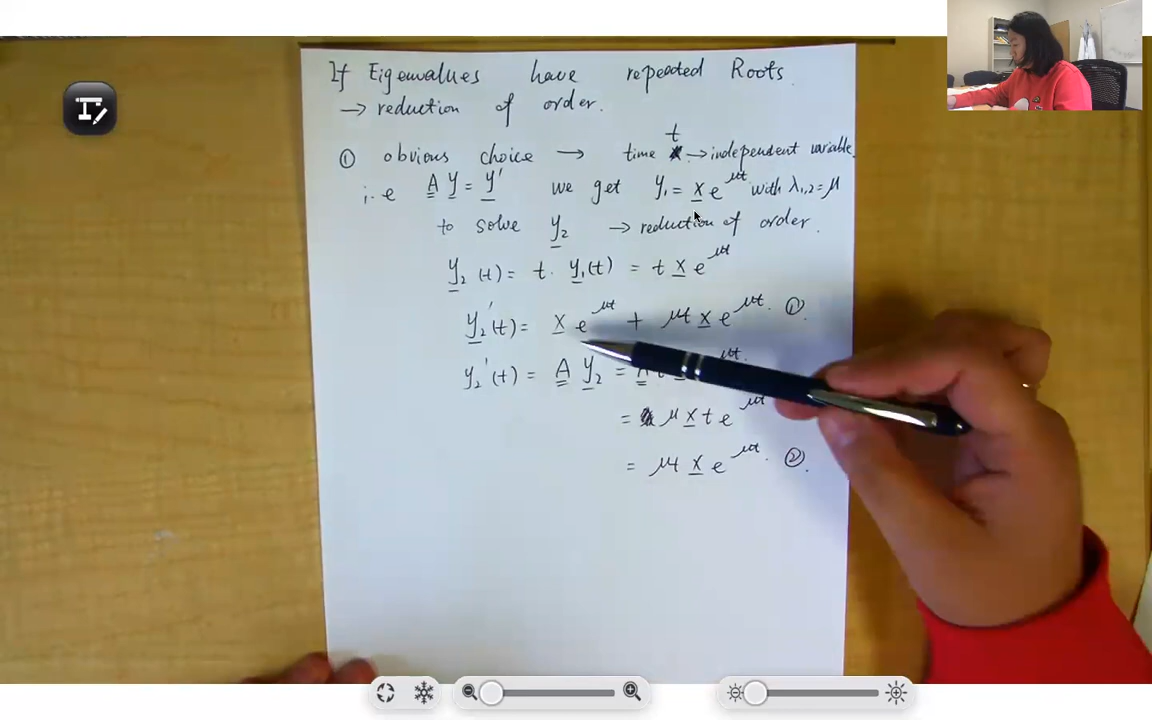 If Eigenvalues have repeated Roots.
→ reduction of order.
① obvious choice → time t → independent variable.
i.e A y = y' we get y₁ = x e^μt with λ₁,₂ = μ
to solve y₂ → reduction of order.
y₂(t) = t · y₁(t) = t x e^μt
y₂'(t) = x e^μt + μt x e^μt. ①
y₂'(t) = A y₂ = A t
= μ x t e^μt
= μt x e^μt. ②